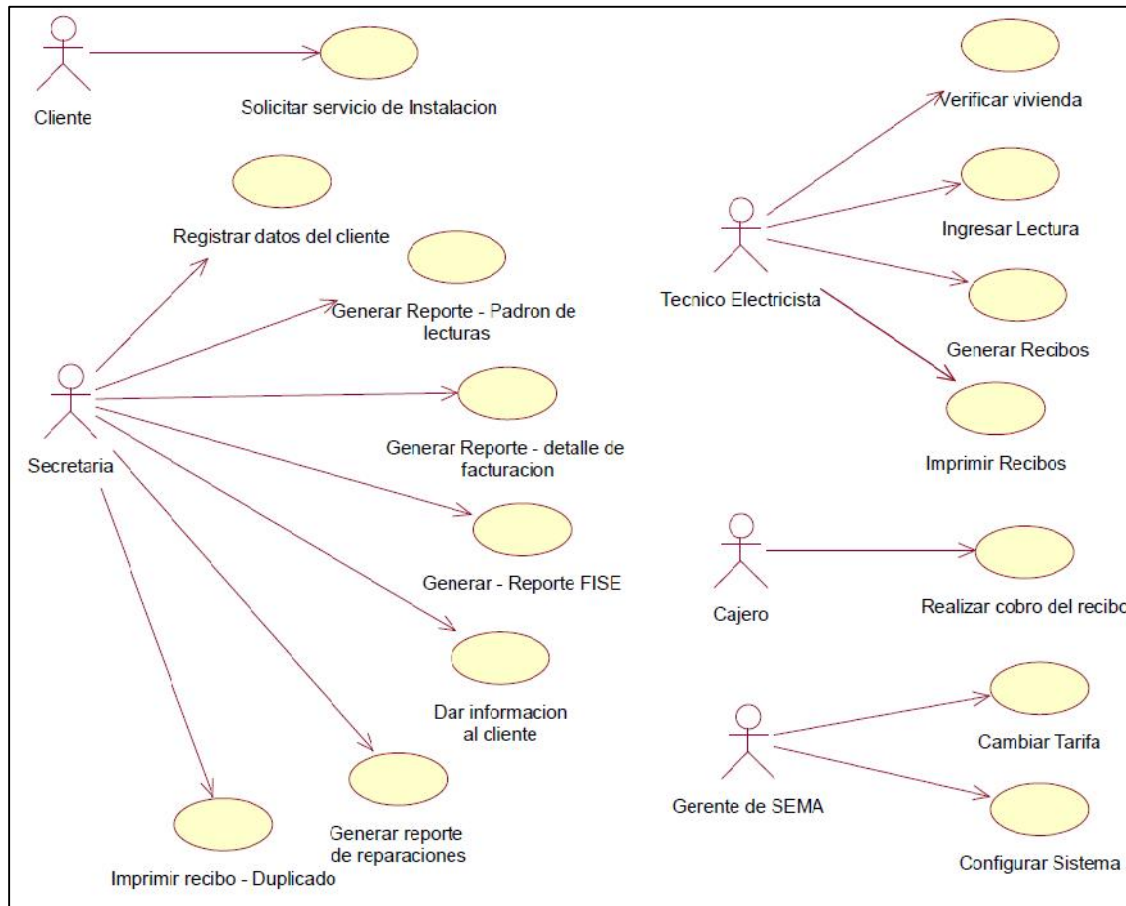 Cliente
Solicitar servicio de Instalacion
Registrar datos del cliente
Generar Reporte - Padron de
lecturas
Secretaria
Generar Reporte - detalle de
facturacion
Generar - Reporte FISE
Dar informacion
al cliente
Generar reporte
de reparaciones
Imprimir recibo - Duplicado
Verificar vivienda
Ingresar Lectura
Tecnico Electricista
Generar Recibos
Imprimir Recibos
Cajero
Realizar cobro del recibo
Cambiar Tarifa
Gerente de SEMA
Configurar Sistema